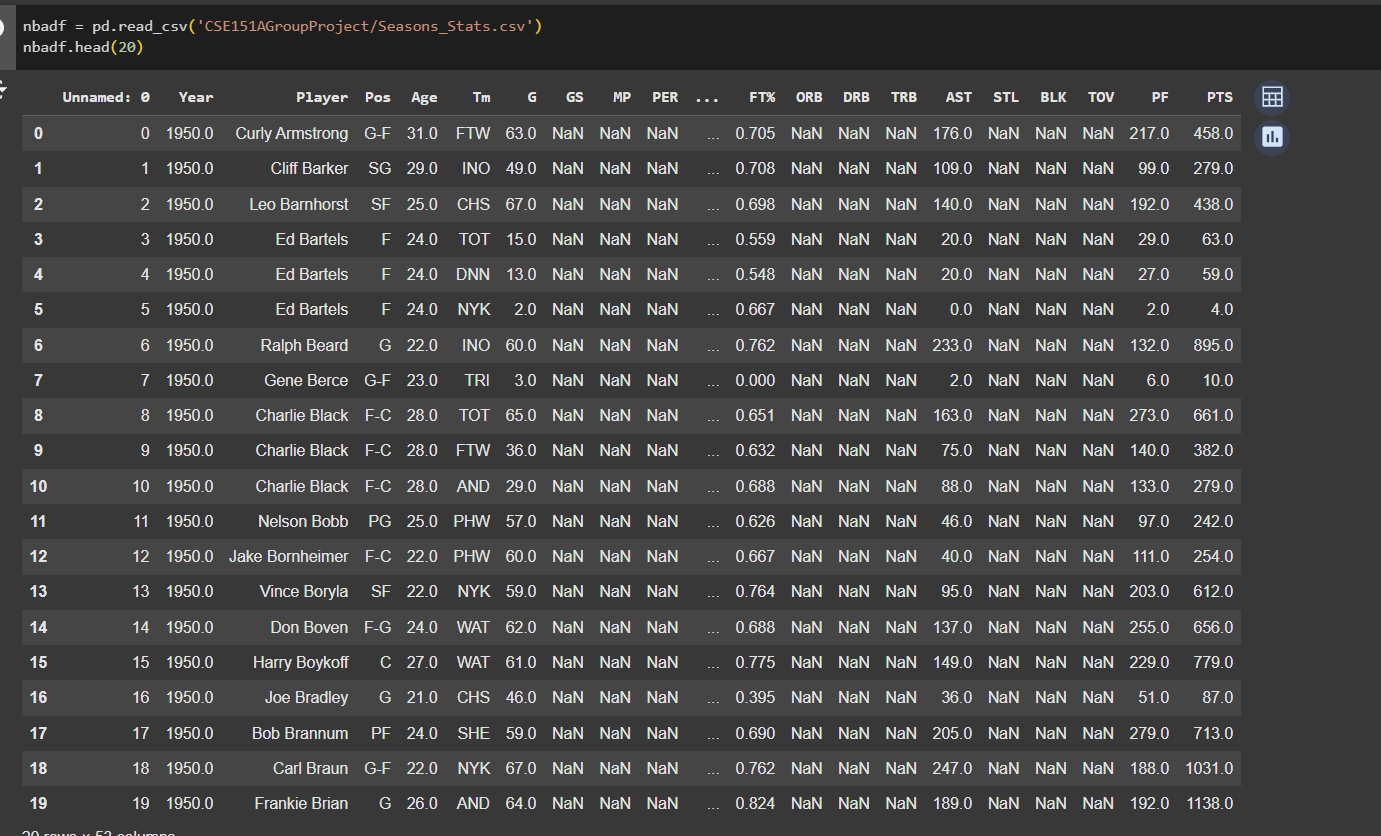 nbadf = pd.read_csv('CSE151AGroupProject/Seasons_Stats.csv')
nbadf.head(20)
Unnamed: 0 Year Player Pos Age Tm G GS MP PER ... FT% ORB DRB TRB AST STL BLK TOV PF PTS
0 0 1950.0 Curly Armstrong G-F 31.0 FTW 63.0 NaN NaN NaN ... 0.705 NaN NaN NaN 176.0 NaN NaN NaN 217.0 458.0
1 1 1950.0 Cliff Barker SG 29.0 INO 49.0 NaN NaN NaN ... 0.708 NaN NaN NaN 109.0 NaN NaN NaN 99.0 279.0
2 2 1950.0 Leo Barnhorst SF 25.0 CHS 67.0 NaN NaN NaN ... 0.698 NaN NaN NaN 140.0 NaN NaN NaN 192.0 438.0
3 3 1950.0 Ed Bartels F 24.0 TOT 15.0 NaN NaN NaN ... 0.559 NaN NaN NaN 20.0 NaN NaN NaN 29.0 63.0
4 4 1950.0 Ed Bartels F 24.0 DNN 13.0 NaN NaN NaN ... 0.548 NaN NaN NaN 20.0 NaN NaN NaN 27.0 59.0
5 5 1950.0 Ed Bartels F 24.0 NYK 2.0 NaN NaN NaN ... 0.667 NaN NaN NaN 0.0 NaN NaN NaN 2.0 4.0
6 6 1950.0 Ralph Beard G 22.0 INO 60.0 NaN NaN NaN ... 0.762 NaN NaN NaN 233.0 NaN NaN NaN 132.0 895.0
7 7 1950.0 Gene Berce G-F 23.0 TRI 3.0 NaN NaN NaN ... 0.000 NaN NaN NaN 2.0 NaN NaN NaN 6.0 10.0
8 8 1950.0 Charlie Black F-C 28.0 TOT 65.0 NaN NaN NaN ... 0.651 NaN NaN NaN 163.0 NaN NaN NaN 273.0 661.0
9 9 1950.0 Charlie Black F-C 28.0 FTW 36.0 NaN NaN NaN ... 0.632 NaN NaN NaN 75.0 NaN NaN NaN 140.0 382.0
10 10 1950.0 Charlie Black F-C 28.0 AND 29.0 NaN NaN NaN ... 0.688 NaN NaN NaN 88.0 NaN NaN NaN 133.0 279.0
11 11 1950.0 Nelson Bobb PG 25.0 PHW 57.0 NaN NaN NaN ... 0.626 NaN NaN NaN 46.0 NaN NaN NaN 97.0 242.0
12 12 1950.0 Jake Bornheimer F-C 22.0 PHW 60.0 NaN NaN NaN ... 0.667 NaN NaN NaN 40.0 NaN NaN NaN 111.0 254.0
13 13 1950.0 Vince Boryla SF 22.0 NYK 59.0 NaN NaN NaN ... 0.764 NaN NaN NaN 95.0 NaN NaN NaN 203.0 612.0
14 14 1950.0 Don Boven F-G 24.0 WAT 62.0 NaN NaN NaN ... 0.688 NaN NaN NaN 137.0 NaN NaN NaN 255.0 656.0
15 15 1950.0 Harry Boykoff C 27.0 WAT 61.0 NaN NaN NaN ... 0.775 NaN NaN NaN 149.0 NaN NaN NaN 229.0 779.0
16 16 1950.0 Joe Bradley G 21.0 CHS 46.0 NaN NaN NaN ... 0.395 NaN NaN NaN 36.0 NaN NaN NaN 51.0 87.0
17 17 1950.0 Bob Brannum PF 24.0 SHE 59.0 NaN NaN NaN ... 0.690 NaN NaN NaN 205.0 NaN NaN NaN 279.0 713.0
18 18 1950.0 Carl Braun G-F 22.0 NYK 67.0 NaN NaN NaN ... 0.762 NaN NaN NaN 247.0 NaN NaN NaN 188.0 1031.0
19 19 1950.0 Frankie Brian G 26.0 AND 64.0 NaN NaN NaN ... 0.824 NaN NaN NaN 189.0 NaN NaN NaN 192.0 1138.0